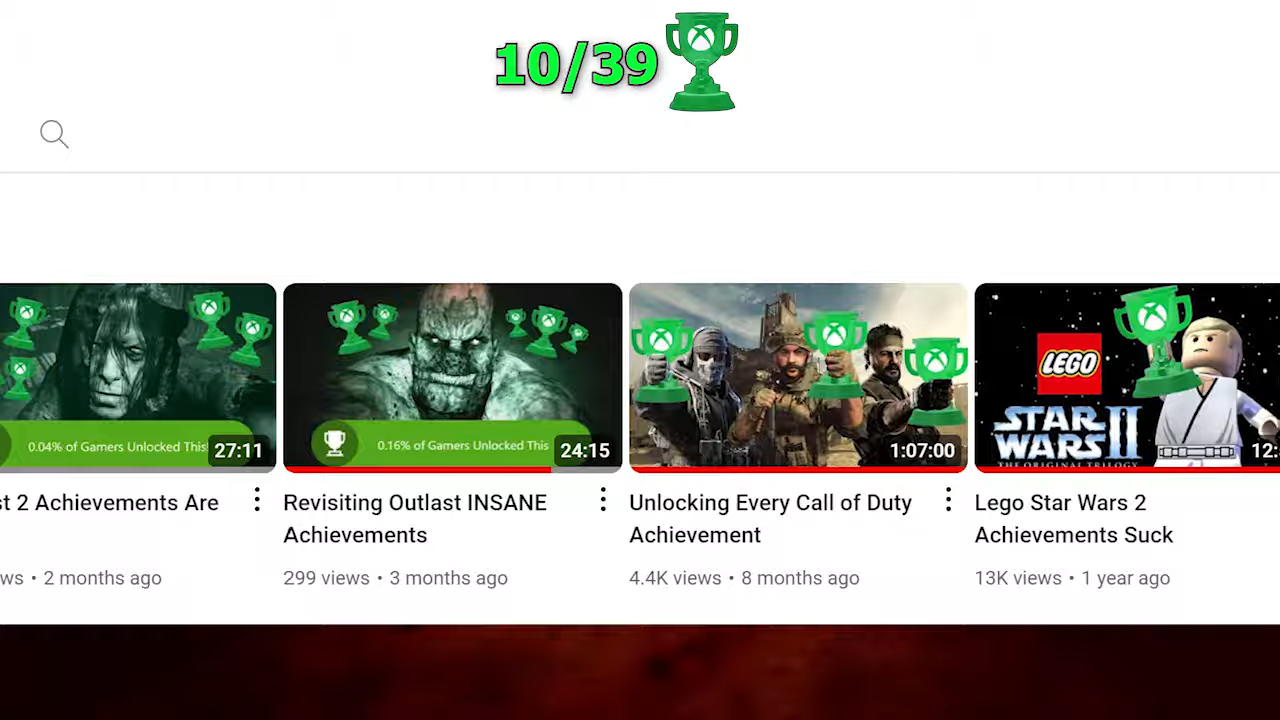 10/39
0.04% of Gamers Unlocked This!
27:11
0.16% of Gamers Unlocked This
24:15
1:07:00
LEGO
STAR
WARS II
THE ORIGINAL TRILOGY
12:
st 2 Achievements Are
Revisiting Outlast INSANE
Achievements
Unlocking Every Call of Duty
Achievement
Lego Star Wars 2
Achievements Suck
ws • 2 months ago
299 views • 3 months ago
4.4K views • 8 months ago
13K views • 1 year ago